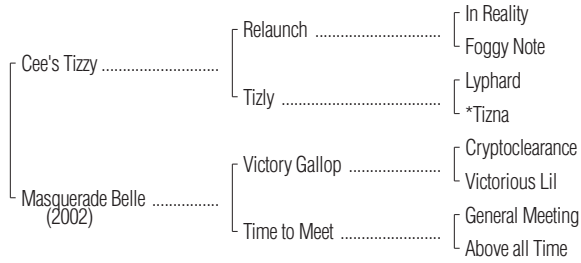 In Reality
Relaunch ........................
Foggy Note
Cee's Tizzy ............................
Lyphard
Tizly ........................................
*Tizna
Cryptoclearance
Victory Gallop .......................
Victorious Lil
Masquerade Belle ................
(2002)
General Meeting
Time to Meet .........................
Above all Time